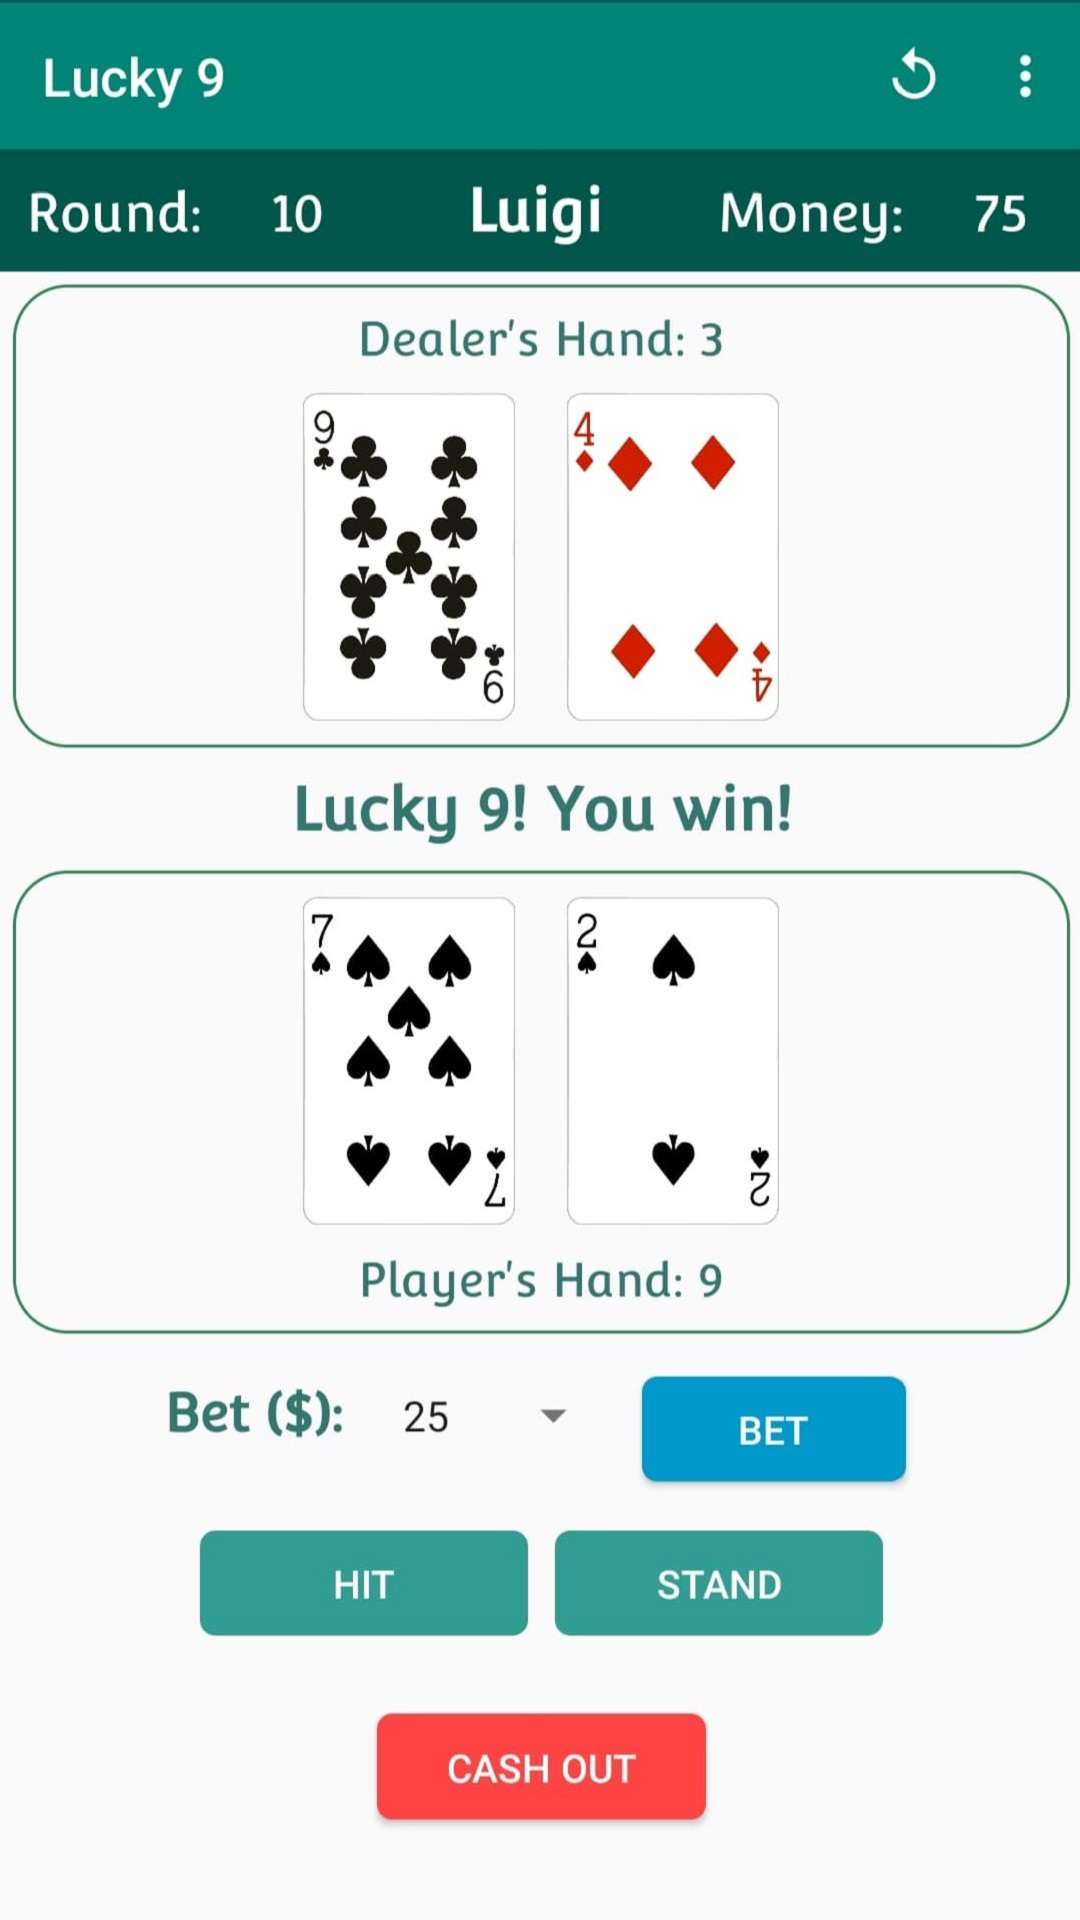 Lucky 9
Round: 10 Luigi Money: 75
Dealer's Hand: 3
9 4
9 4
Lucky 9! You win!
7 2
7 2
Player's Hand: 9
Bet ($): 25 BET
HIT STAND
CASH OUT